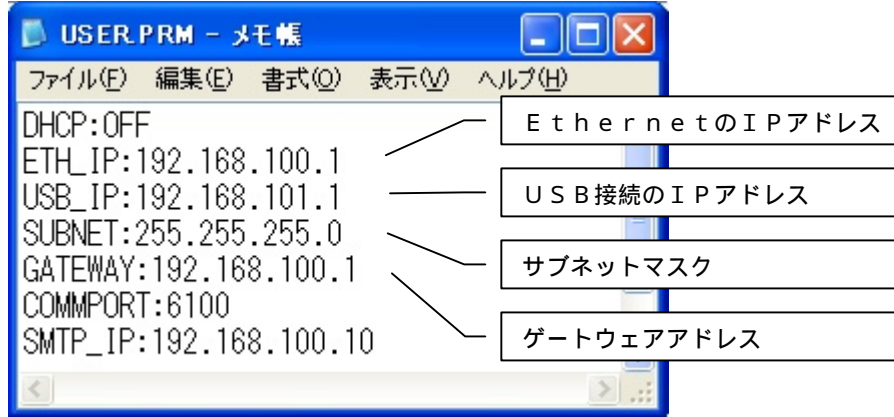 USER.PRM - メモ帳
ファイル(F) 編集(E) 書式(O) 表示(V) ヘルプ(H)
DHCP:OFF
ETH_IP:192.168.100.1
USB_IP:192.168.101.1
SUBNET:255.255.255.0
GATEWAY:192.168.100.1
COMMPORT:6100
SMTP_IP:192.168.100.10
ＥｔｈｅｒｎｅｔのＩＰアドレス
ＵＳＢ接続のＩＰアドレス
サブネットマスク
ゲートウェアアドレス